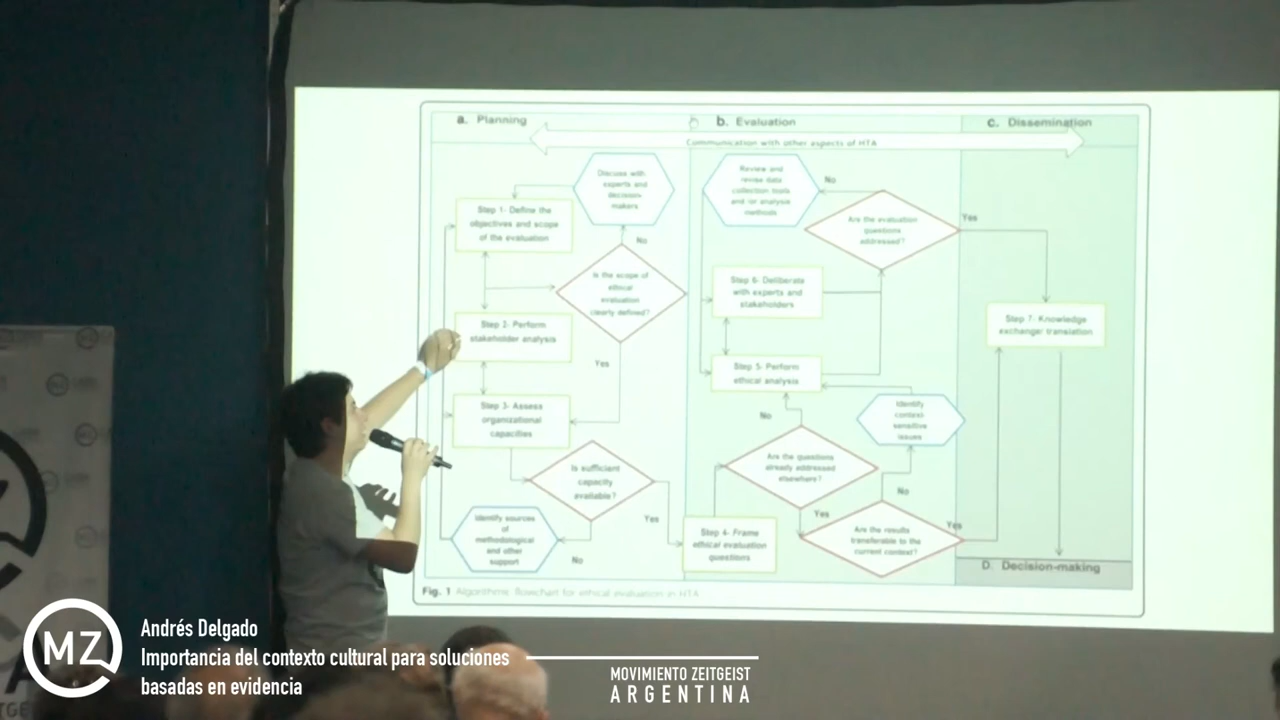 a. Planning
b. Evaluation
c. Dissemination
Communication with other aspects of HTA
Discuss with
experts and
decision-
makers
Step 1- Define the
objectives and scope
of the evaluation
No
Is the scope of
ethical
evaluation
clearly defined?
Step 2- Perform
stakeholder analysis
Yes
Step 3- Assess
organizational
capacities
Is sufficient
capacity
available?
Yes
Identify sources
of
methodological
and other
support
No
Review and
revise data
collection tools
and or analysis
methods
No
Are the evaluation
questions
addressed?
Yes
Step 6- Deliberate
with experts and
stakeholders
Step 5- Perform
ethical analysis
No
Identify
context-
sensitive
issues
Are the questions
already addressed
elsewhere?
No
Yes
Step 4- Frame
ethical evaluation
questions
Are the results
transferable to the
current context?
Yes
Step 7- Knowledge
exchange/ translation
D. Decision-making
Fig. 1 Algorithmic flowchart for ethical evaluation in HTA
MZ
Andrés Delgado
Importancia del contexto cultural para soluciones
basadas en evidencia
MOVIMIENTO ZEITGEIST
ARGENTINA